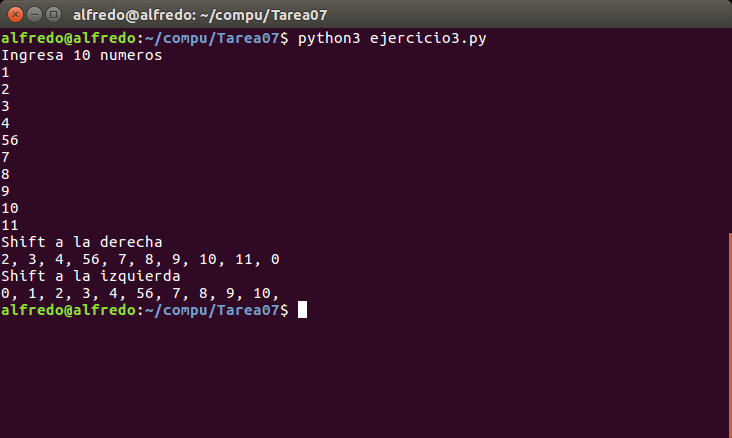 alfredo@alfredo: ~/compu/Tarea07
alfredo@alfredo:~/compu/Tarea07$ python3 ejercicio3.py
Ingresa 10 numeros
1
2
3
4
56
7
8
9
10
11
Shift a la derecha
2, 3, 4, 56, 7, 8, 9, 10, 11, 0
Shift a la izquierda
0, 1, 2, 3, 4, 56, 7, 8, 9, 10,
alfredo@alfredo:~/compu/Tarea07$